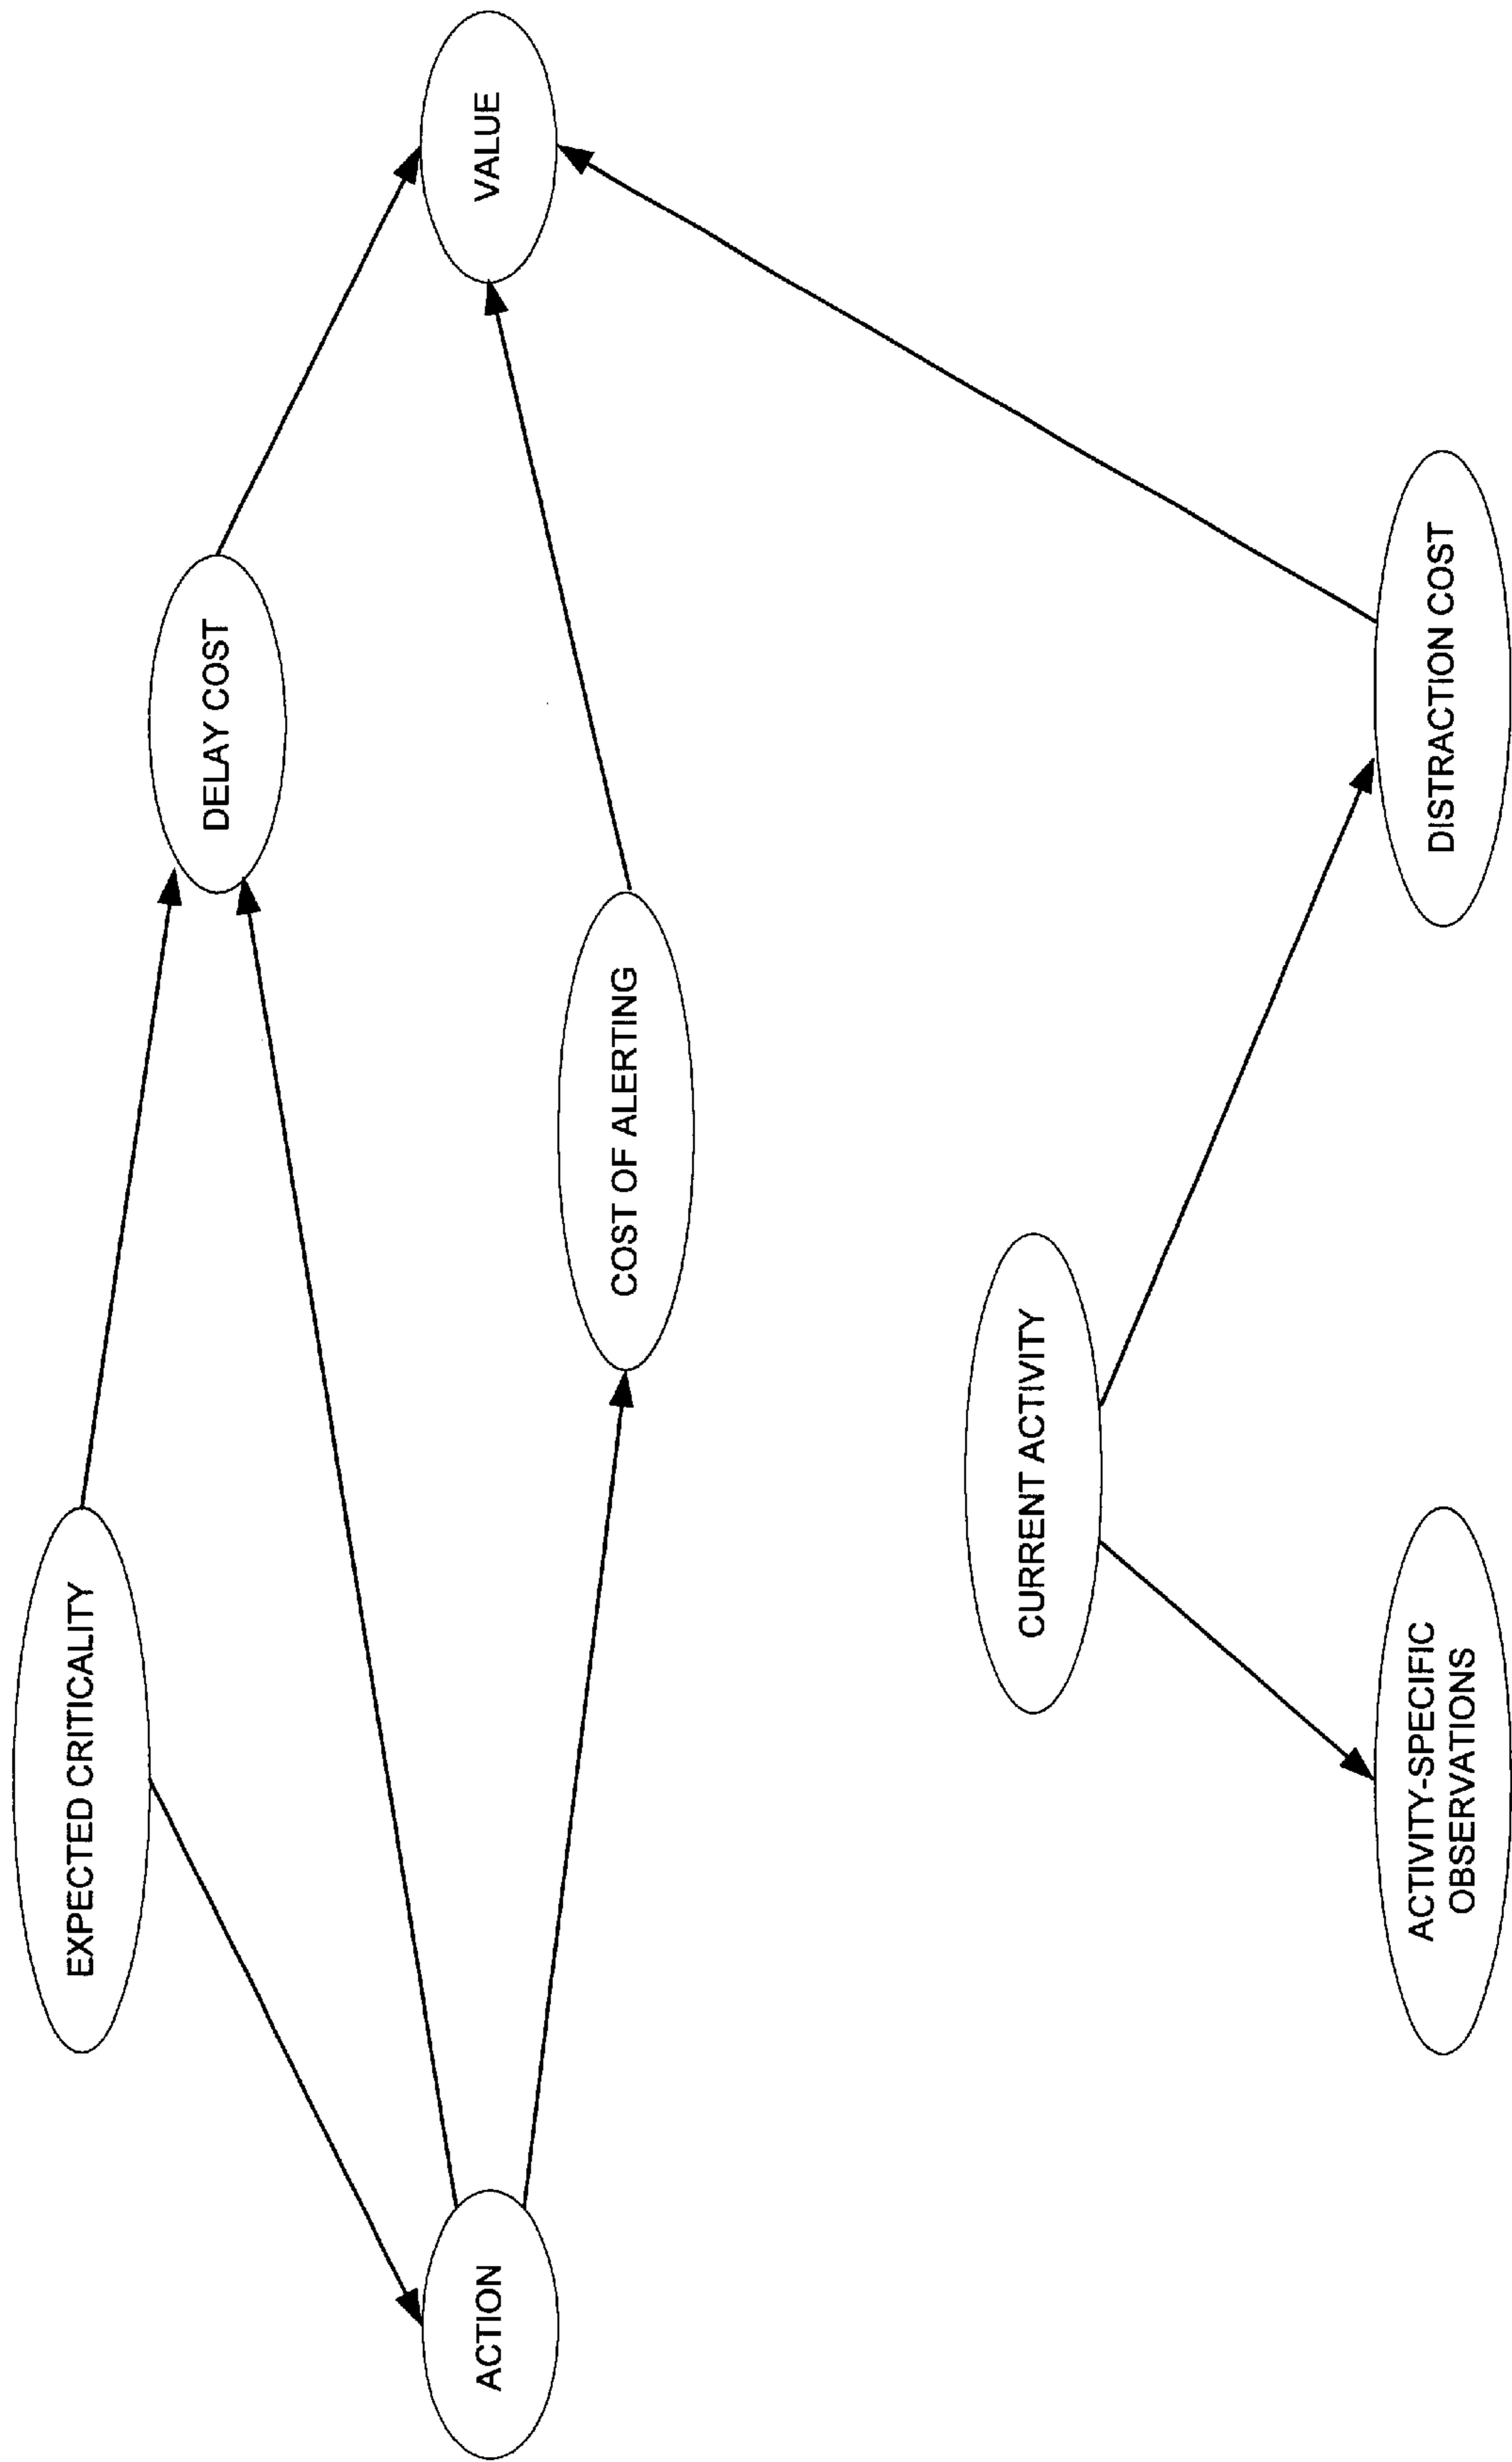 EXPECTED CRITICALITY
DELAY COST
ACTION
VALUE
COST OF ALERTING
CURRENT ACTIVITY
ACTIVITY-SPECIFIC
OBSERVATIONS
DISTRACTION COST